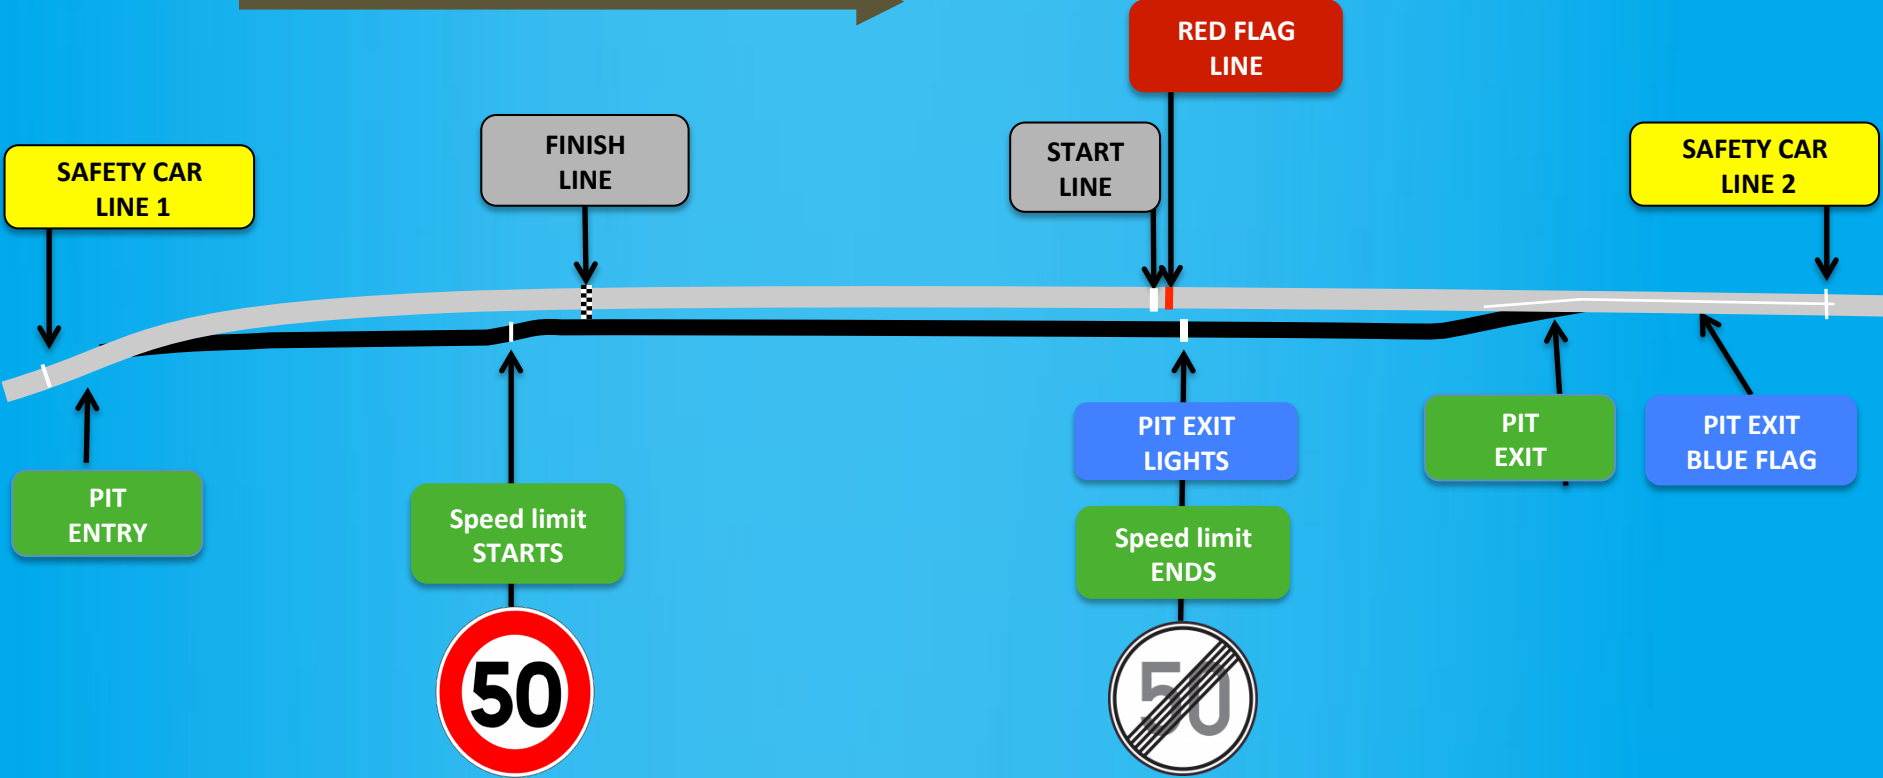 RED FLAG
LINE
SAFETY CAR
LINE 1
FINISH
LINE
START
LINE
SAFETY CAR
LINE 2
PIT
ENTRY
Speed limit
STARTS
50
PIT EXIT
LIGHTS
Speed limit
ENDS
50
PIT
EXIT
PIT EXIT
BLUE FLAG